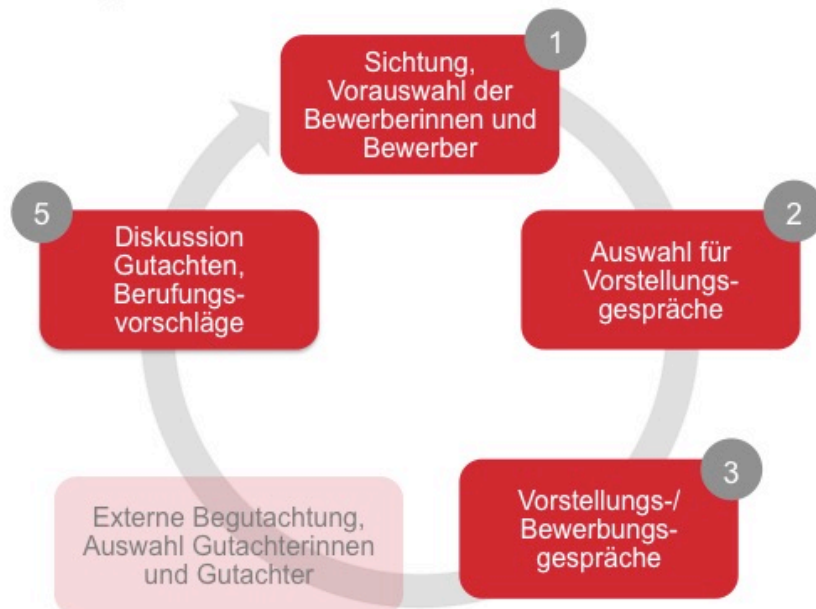 1
Sichtung,
Vorauswahl der
Bewerberinnen und
Bewerber
2
Auswahl für
Vorstellungs-
gespräche
3
Vorstellungs-/
Bewerbungs-
gespräche
Externe Begutachtung,
Auswahl Gutachterinnen
und Gutachter
5
Diskussion
Gutachten,
Berufungs-
vorschläge